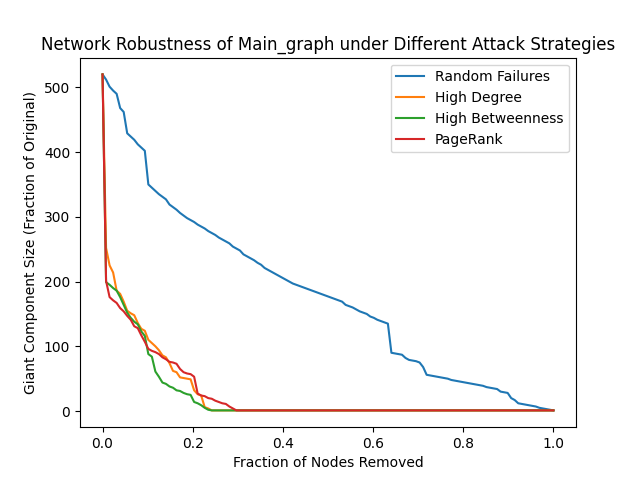 Network Robustness of Main_graph under Different Attack Strategies
Giant Component Size (Fraction of Original)
500
400
300
200
100
0
Random Failures
High Degree
High Betweenness
PageRank
0.0
0.2
0.4
0.6
0.8
1.0
Fraction of Nodes Removed